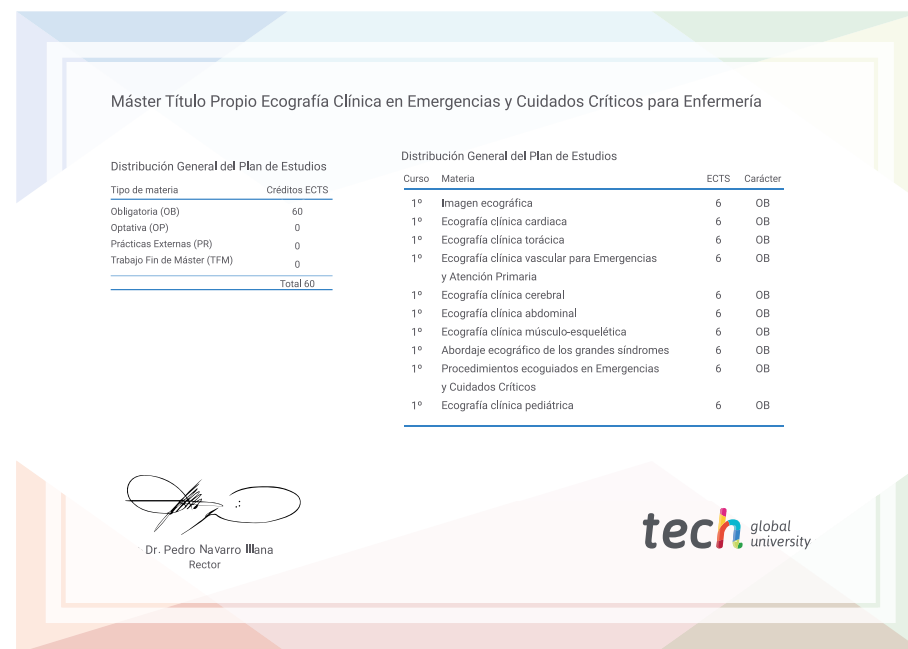 Máster Título Propio Ecografía Clínica en Emergencias y Cuidados Críticos para Enfermería
Distribución General del Plan de Estudios
Tipo de materia Créditos ECTS
Obligatoria (OB) 60
Optativa (OP) 0
Prácticas Externas (PR) 0
Trabajo Fin de Máster (TFM) 0
Total 60
Distribución General del Plan de Estudios
Curso Materia ECTS Carácter
1º Imagen ecográfica 6 OB
1º Ecografía clínica cardiaca 6 OB
1º Ecografía clínica torácica 6 OB
1º Ecografía clínica vascular para Emergencias 6 OB
y Atención Primaria
1º Ecografía clínica cerebral 6 OB
1º Ecografía clínica abdominal 6 OB
1º Ecografía clínica músculo-esquelética 6 OB
1º Abordaje ecográfico de los grandes síndromes 6 OB
1º Procedimientos ecoguiados en Emergencias 6 OB
y Cuidados Críticos
1º Ecografía clínica pediátrica 6 OB
Dr. Pedro Navarro Illana
Rector
tech global
university